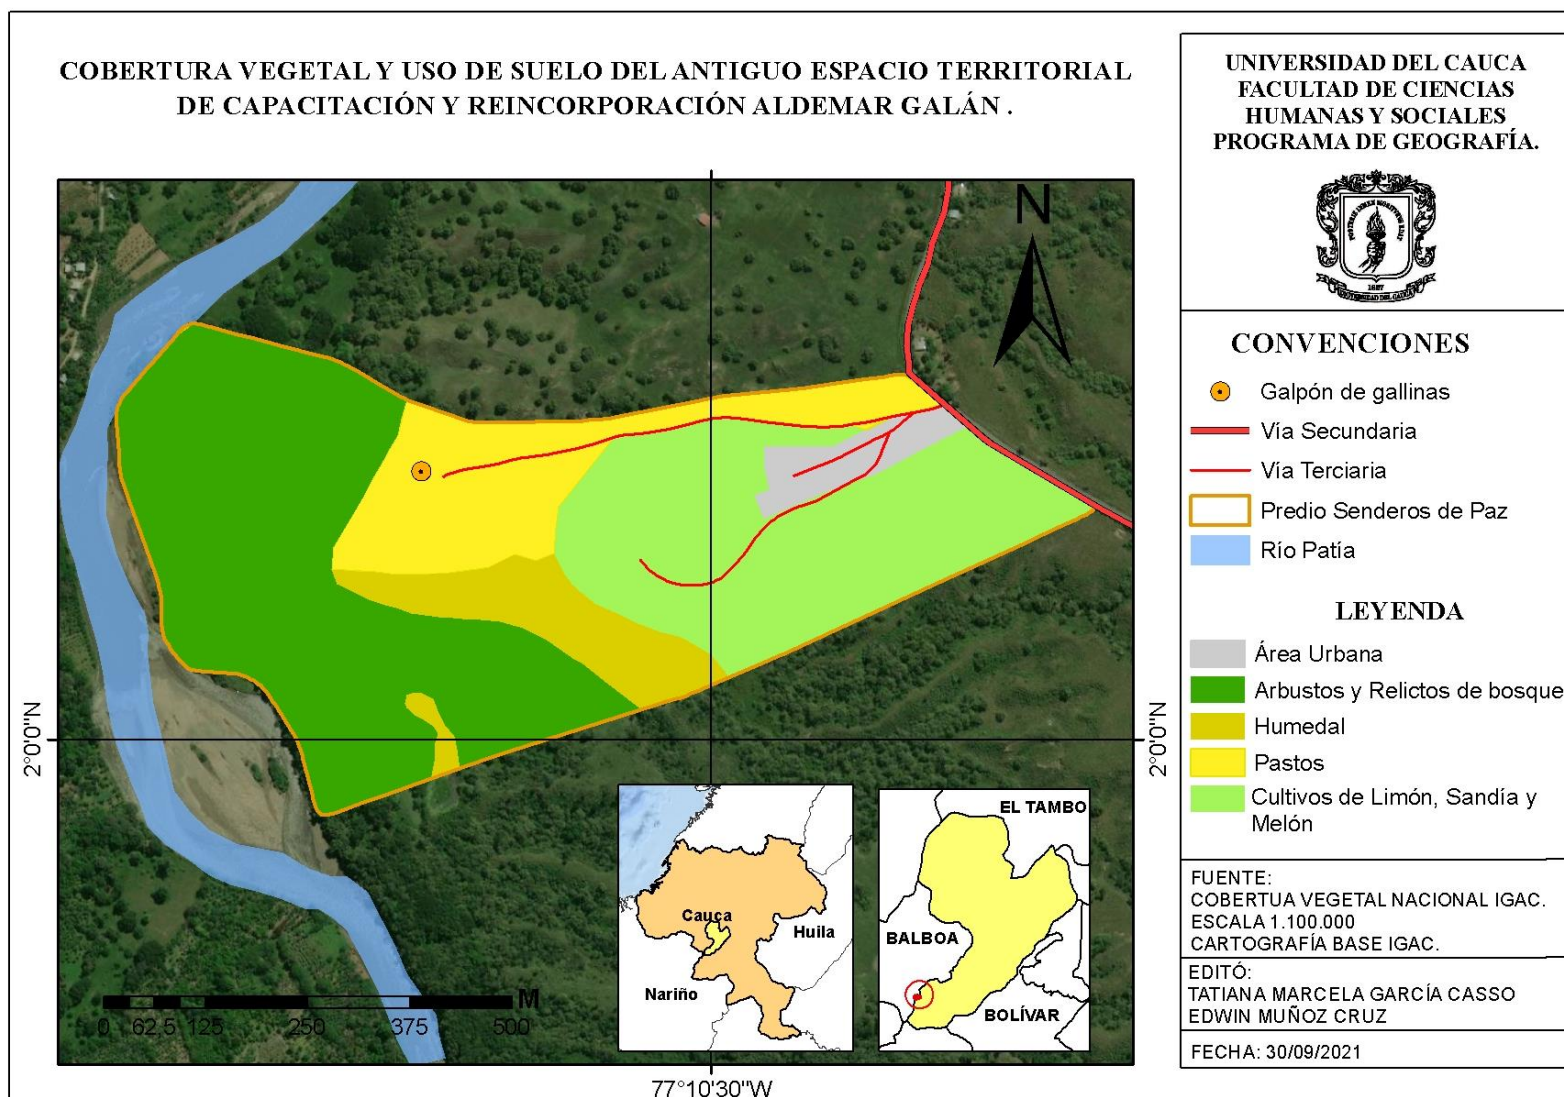 COBERTURA VEGETAL Y USO DE SUELO DEL ANTIGUO ESPACIO TERRITORIAL
DE CAPACITACIÓN Y REINCORPORACIÓN ALDEMAR GALÁN .
UNIVERSIDAD DEL CAUCA
FACULTAD DE CIENCIAS
HUMANAS Y SOCIALES
PROGRAMA DE GEOGRAFÍA.
1827
UNIVERSIDAD DEL CAUCA
N
CONVENCIONES
Galpón de gallinas
Vía Secundaria
Vía Terciaria
Predio Senderos de Paz
Río Patía
LEYENDA
Área Urbana
Arbustos y Relictos de bosque
Humedal
Pastos
Cultivos de Limón, Sandía y
Melón
FUENTE:
COBERTUA VEGETAL NACIONAL IGAC.
ESCALA 1.100.000
CARTOGRAFÍA BASE IGAC.
EDITÓ:
TATIANA MARCELA GARCÍA CASSO
EDWIN MUÑOZ CRUZ
FECHA: 30/09/2021
2°0'0"N
2°0'0"N
77°10'30"W
M
0 62,5 125 250 375 500
Cauca
Huila
Nariño
EL TAMBO
BALBOA
BOLÍVAR